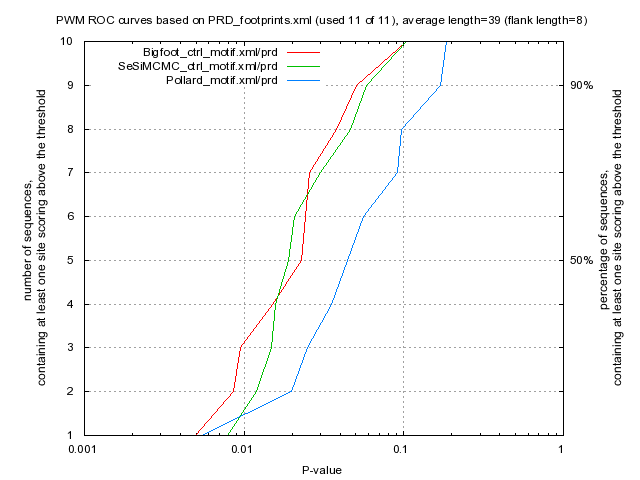 PWM ROC curves based on PRD_footprints.xml (used 11 of 11), average length=39 (flank length=8)
Bigfoot_ctrl_motif.xml/prd
SeSiMCMC_ctrl_motif.xml/prd
Pollard_motif.xml/prd
number of sequences,
containing at least one site scoring above the threshold
10
9
8
7
6
5
4
3
2
1
90%
50%
percentage of sequences,
containing at least one site scoring above the threshold
0.001
0.01
0.1
1
P-value